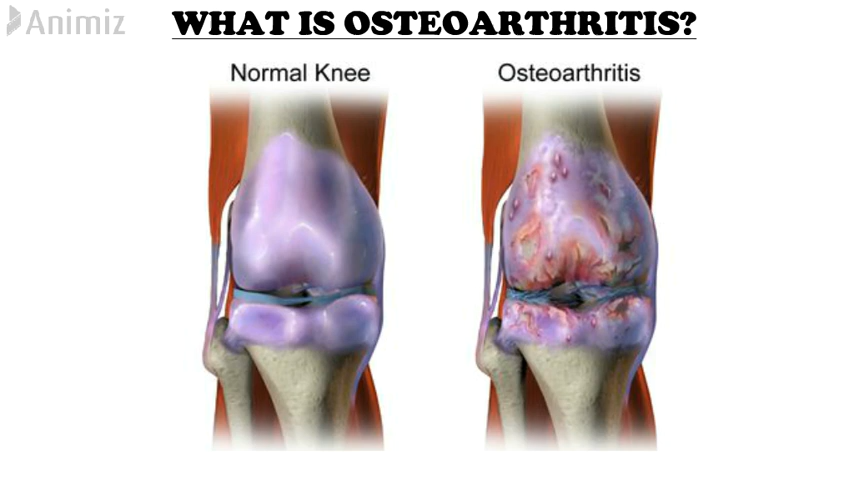 Animiz
WHAT IS OSTEOARTHRITIS?
Normal Knee
Osteoarthritis